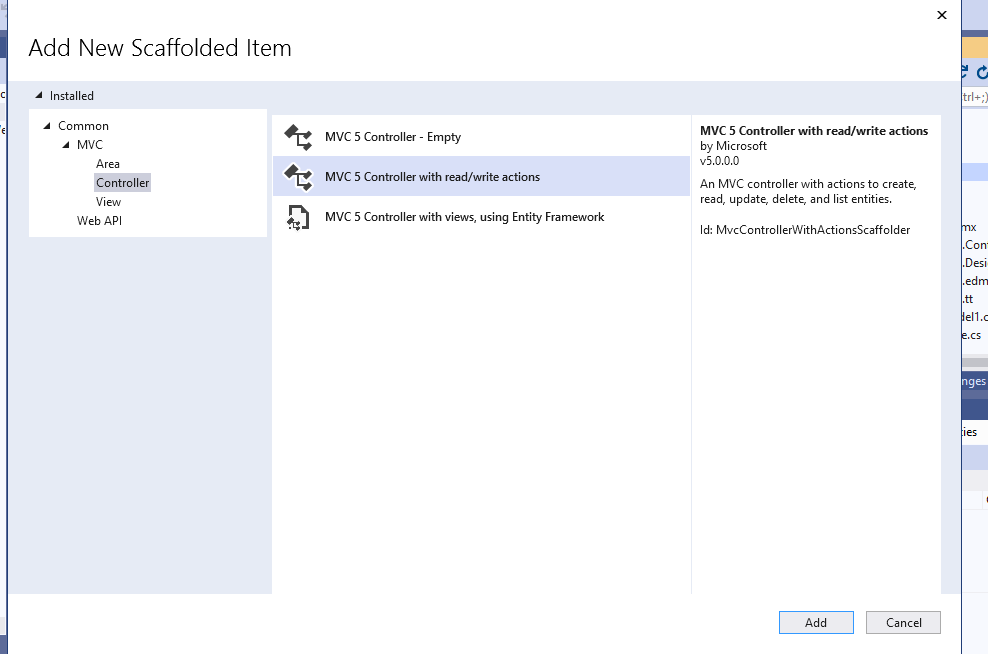 Add New Scaffolded Item
Installed
Common
MVC
Area
Controller
View
Web API
MVC 5 Controller - Empty
MVC 5 Controller with read/write actions
MVC 5 Controller with views, using Entity Framework
MVC 5 Controller with read/write actions
by Microsoft
v5.0.0.0
An MVC controller with actions to create,
read, update, delete, and list entities.
Id: MvcControllerWithActionsScaffolder
Add
Cancel
trl+;)
mx
.Con
.Desi
.edm
.tt
del1.c
e.cs
nges
ies